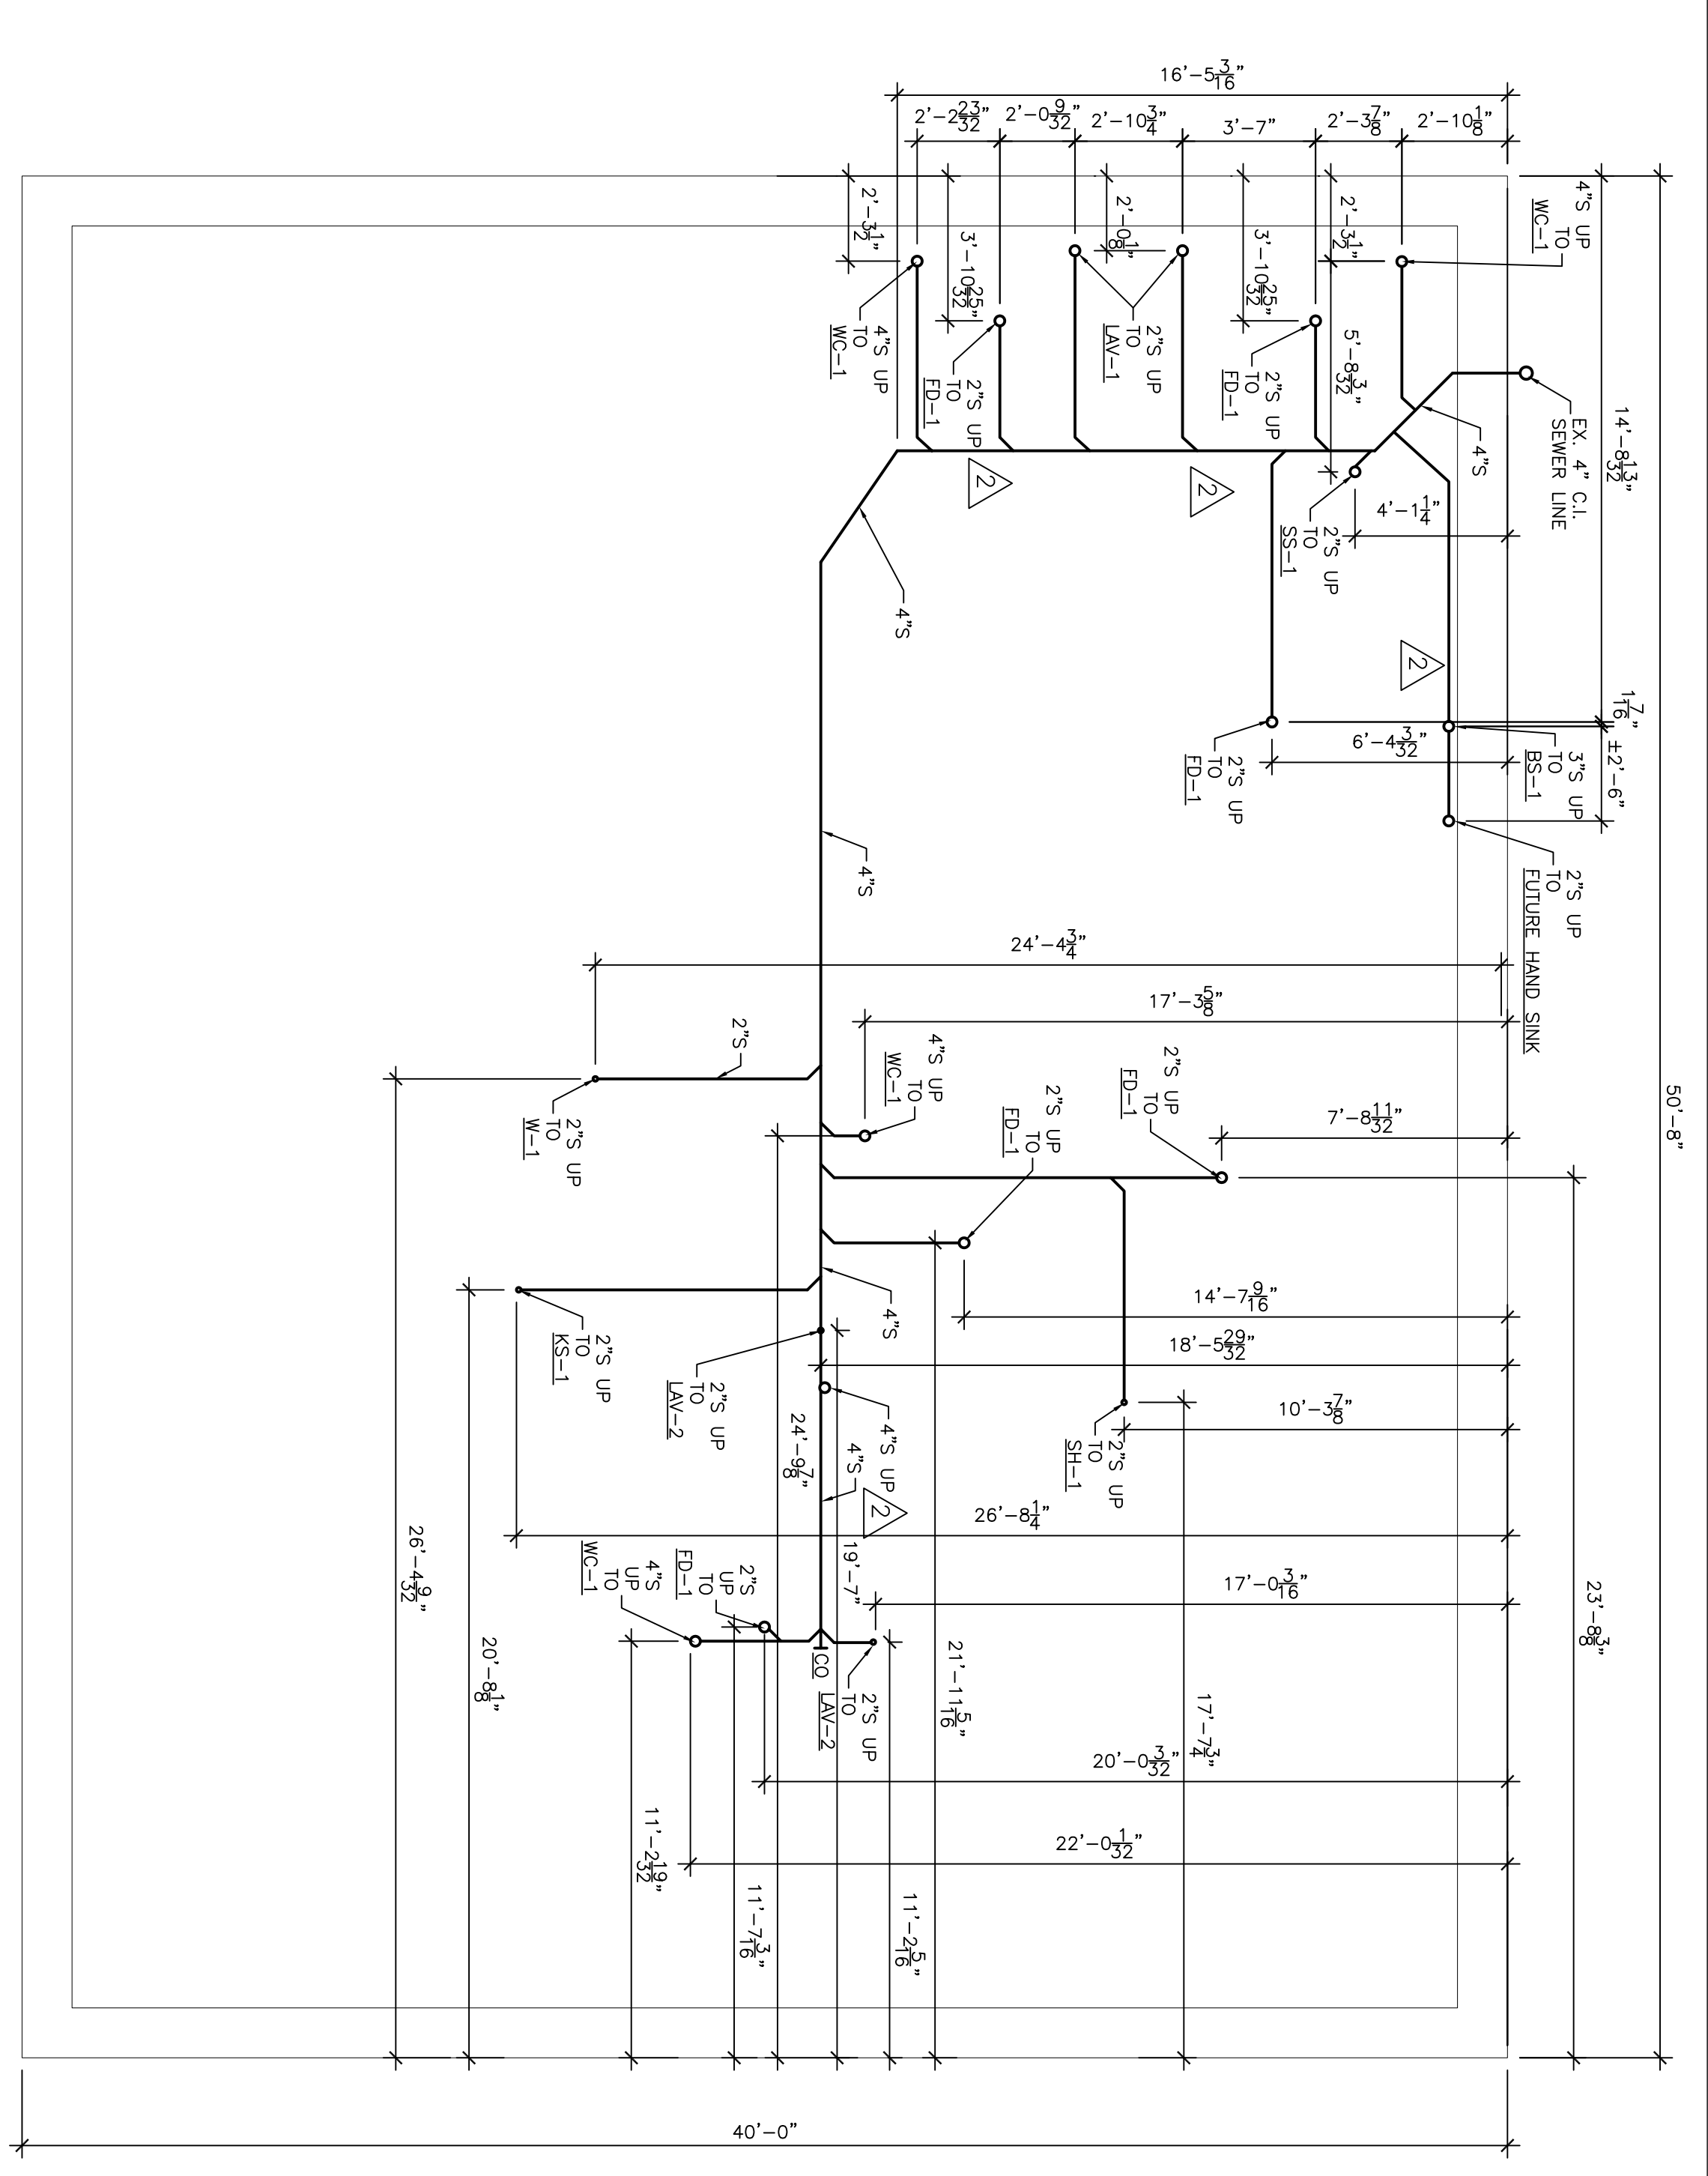 16'-5 3/16"
2'-2 23/32"
2'-0 9/32"
2'-10 3/4"
3'-7"
2'-3 7/8"
2'-10 1/8"
4"S UP
TO
WC-1
2'-3 1/2"
3'-10 25/32"
2'-0 1/8"
3'-10 25/32"
2'-3 1/2"
5'-8 3/32"
14'-8 13/32"
4"S UP
TO
WC-1
2"S UP
TO
FD-1
2"S UP
TO
LAV-1
2"S UP
TO
FD-1
EX. 4" C.I.
SEWER LINE
4"S
2
2
4'-1 1/4"
2"S UP
TO
SS-1
4"S
2
1 7/16"
±2'-6"
6'-4 3/32"
2"S UP
TO
FD-1
3"S UP
TO
BS-1
2"S UP
TO
FUTURE HAND SINK
4"S
24'-4 3/4"
17'-3 5/8"
50'-8"
2"S
4"S UP
TO
WC-1
2"S UP
TO
FD-1
2"S UP
TO
FD-1
7'-8 11/32"
2"S UP
TO
W-1
14'-7 9/16"
4"S
18'-5 29/32"
2"S UP
TO
KS-1
2"S UP
TO
LAV-2
10'-3 7/8"
4"S UP
4"S
24'-9 7/8"
2"S UP
TO
SH-1
2
26'-8 1/4"
26'-4 9/32"
4"S
UP
TO
WC-1
2"S
UP
TO
FD-1
19'-7"
17'-0 3/16"
23'-8 3/8"
20'-8 1/8"
CO
2"S UP
TO
LAV-2
21'-11 5/16"
17'-7 3/4"
20'-0 3/32"
22'-0 1/32"
11'-2 19/32"
11'-7 3/16"
11'-2 5/16"
40'-0"